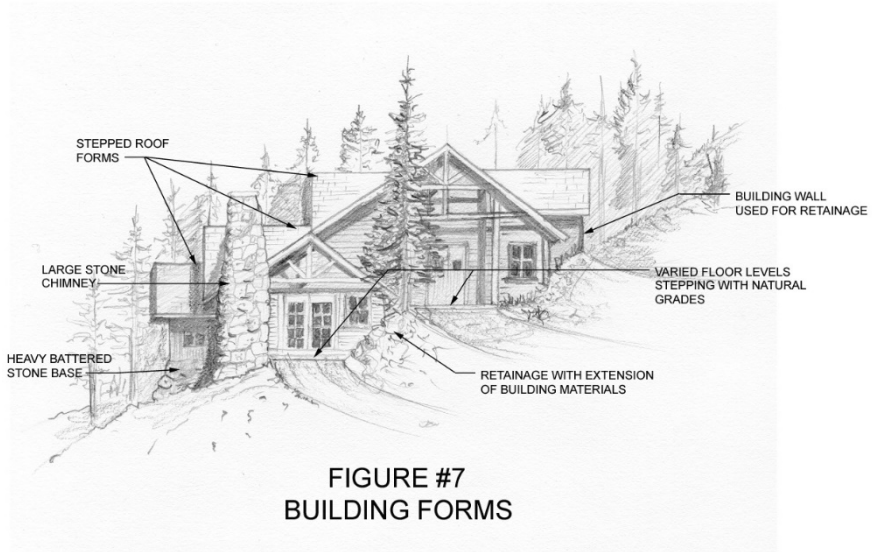 STEPPED ROOF
FORMS
BUILDING WALL
USED FOR RETAINAGE
LARGE STONE
CHIMNEY
VARIED FLOOR LEVELS
STEPPING WITH NATURAL
GRADES
HEAVY BATTERED
STONE BASE
RETAINAGE WITH EXTENSION
OF BUILDING MATERIALS
FIGURE #7
BUILDING FORMS